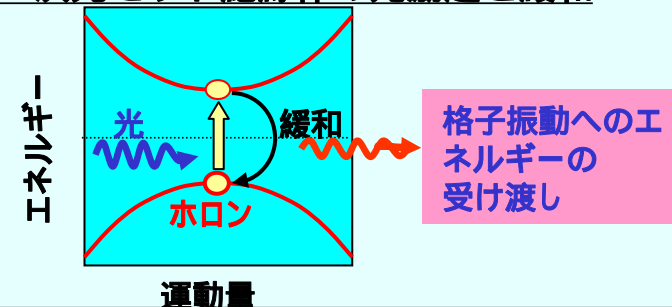 エネルギー
光
緩和
ホロン
格子振動へのエ
ネルギーの
受け渡し
運動量